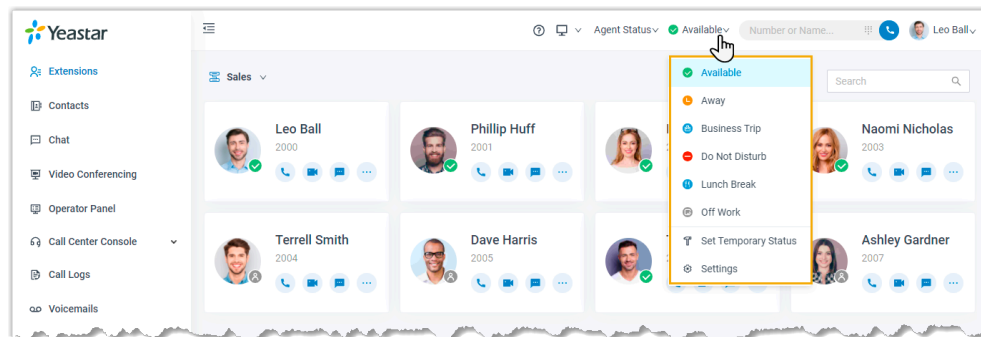 Yeastar
Agent Status
Available
Number or Name...
Leo Ball
Extensions
Contacts
Chat
Video Conferencing
Operator Panel
Call Center Console
Call Logs
Voicemails
Sales
Search
Leo Ball
2000
Phillip Huff
2001
Naomi Nicholas
2003
Terrell Smith
2004
Dave Harris
2005
Ashley Gardner
2007
Available
Away
Business Trip
Do Not Disturb
Lunch Break
Off Work
Set Temporary Status
Settings